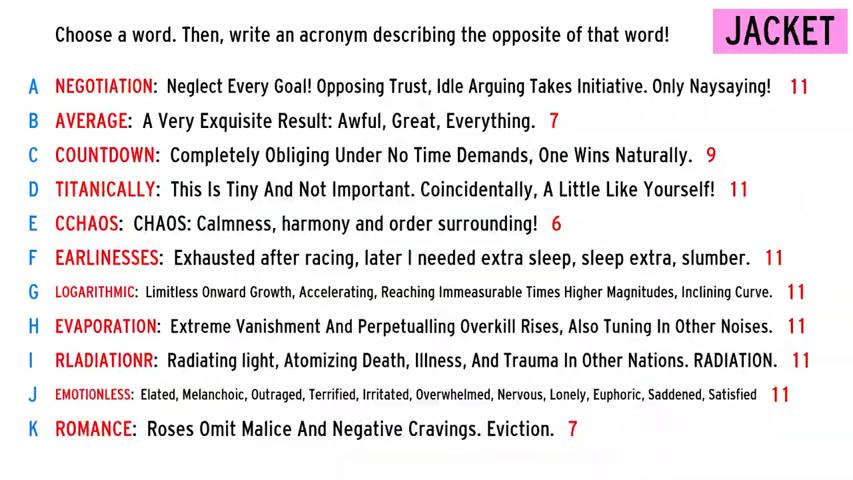 Choose a word. Then, write an acronym describing the opposite of that word!
JACKET
A NEGOTIATION: Neglect Every Goal! Opposing Trust, Idle Arguing Takes Initiative. Only Naysaying! 11
B AVERAGE: A Very Exquisite Result: Awful, Great, Everything. 7
C COUNTDOWN: Completely Obliging Under No Time Demands, One Wins Naturally. 9
D TITANICALLY: This Is Tiny And Not Important. Coincidentally, A Little Like Yourself! 11
E CCHAOS: CHAOS: Calmness, harmony and order surrounding! 6
F EARLINESSES: Exhausted after racing, later I needed extra sleep, sleep extra, slumber. 11
G LOGARITHMIC: Limitless Onward Growth, Accelerating, Reaching Immeasurable Times Higher Magnitudes, Inclining Curve. 11
H EVAPORATION: Extreme Vanishment And Perpetualling Overkill Rises, Also Tuning In Other Noises. 11
I RLADIATIONR: Radiating light, Atomizing Death, Illness, And Trauma In Other Nations. RADIATION. 11
J EMOTIONLESS: Elated, Melanchoic, Outraged, Terrified, Irritated, Overwhelmed, Nervous, Lonely, Euphoric, Saddened, Satisfied 11
K ROMANCE: Roses Omit Malice And Negative Cravings. Eviction. 7